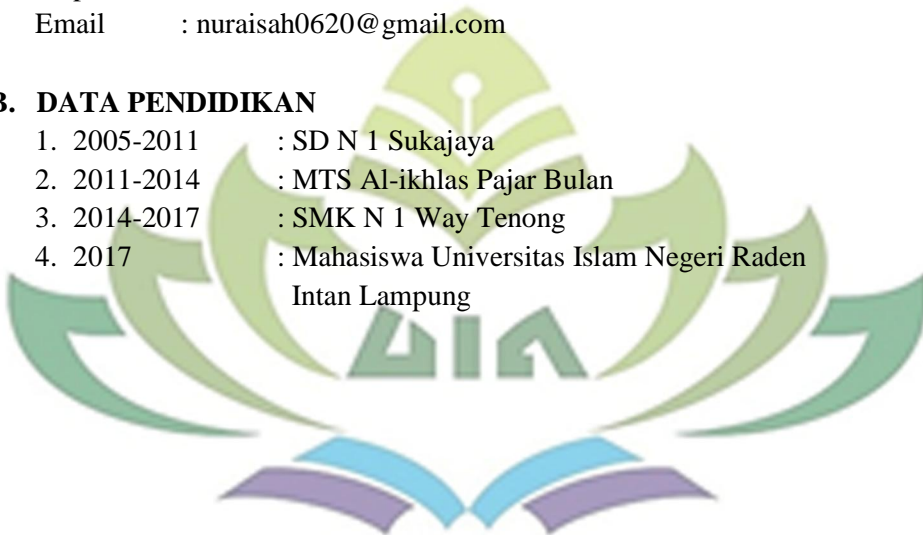 Email : nuraisah0620@gmail.com
B. DATA PENDIDIKAN
1. 2005-2011 : SD N 1 Sukajaya
2. 2011-2014 : MTS Al-ikhlas Pajar Bulan
3. 2014-2017 : SMK N 1 Way Tenong
4. 2017 : Mahasiswa Universitas Islam Negeri Raden
Intan Lampung
UIN